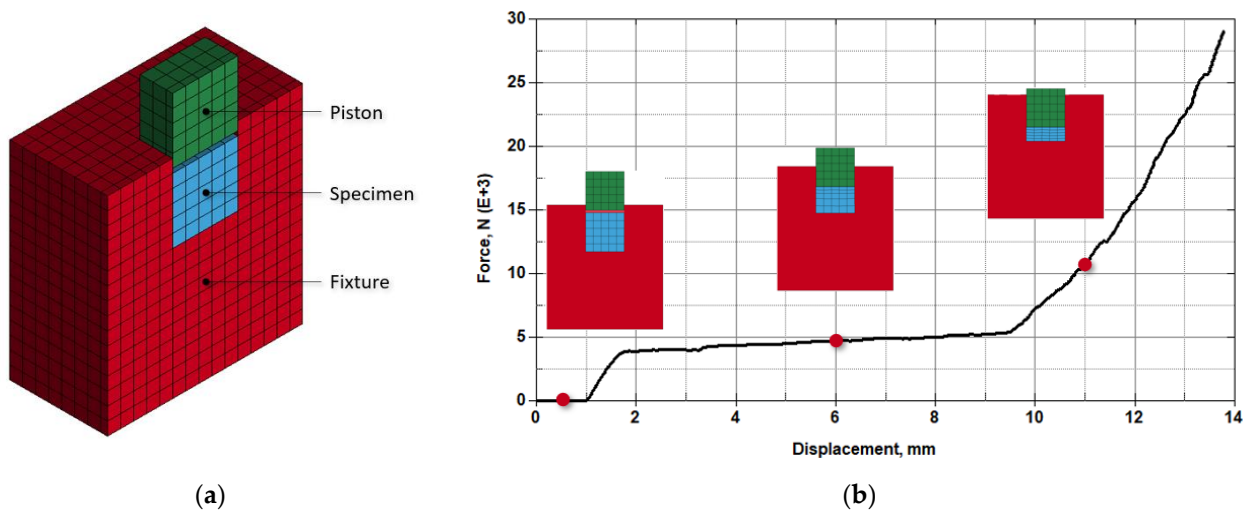 Piston
Specimen
Fixture
(a)
Force, N (E+3)
30
25
20
15
10
5
0
0 2 4 6 8 10 12 14
Displacement, mm
(b)